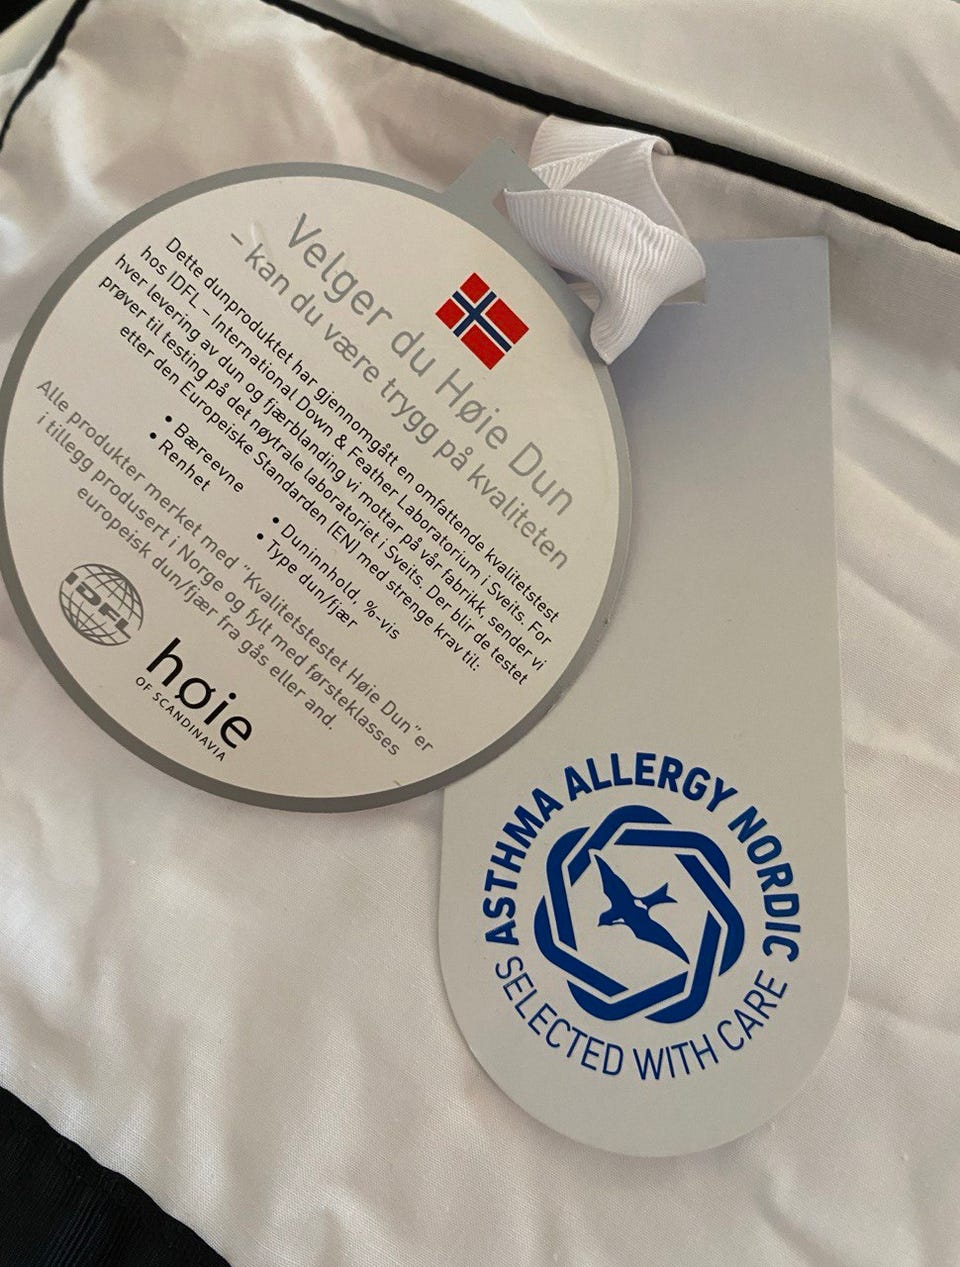 Velger du Høie Dun
– kan du være trygg på kvaliteten
Dette dunproduktet har gjennomgått en omfattende kvalitetstest
hos IDFL – International Down & Feather Laboratorium i Sveits. For
hver levering av dun og fjærblanding vi mottar på vår fabrikk, sender vi
prøver til testing på det nøytrale laboratoriet i Sveits. Der blir de testet
etter den Europeiske Standarden (EN) med strenge krav til:
• Bæreevne
• Renhet
• Duninnhold, %-vis
• Type dun/fjær
Alle produkter merket med "Kvalitetstestet Høie Dun"er
i tillegg produsert i Norge og fylt med førsteklasses
europeisk dun/fjær fra gås eller and.
IDFL
høie
OF SCANDINAVIA
ASTHMA ALLERGY NORDIC
SELECTED WITH CARE